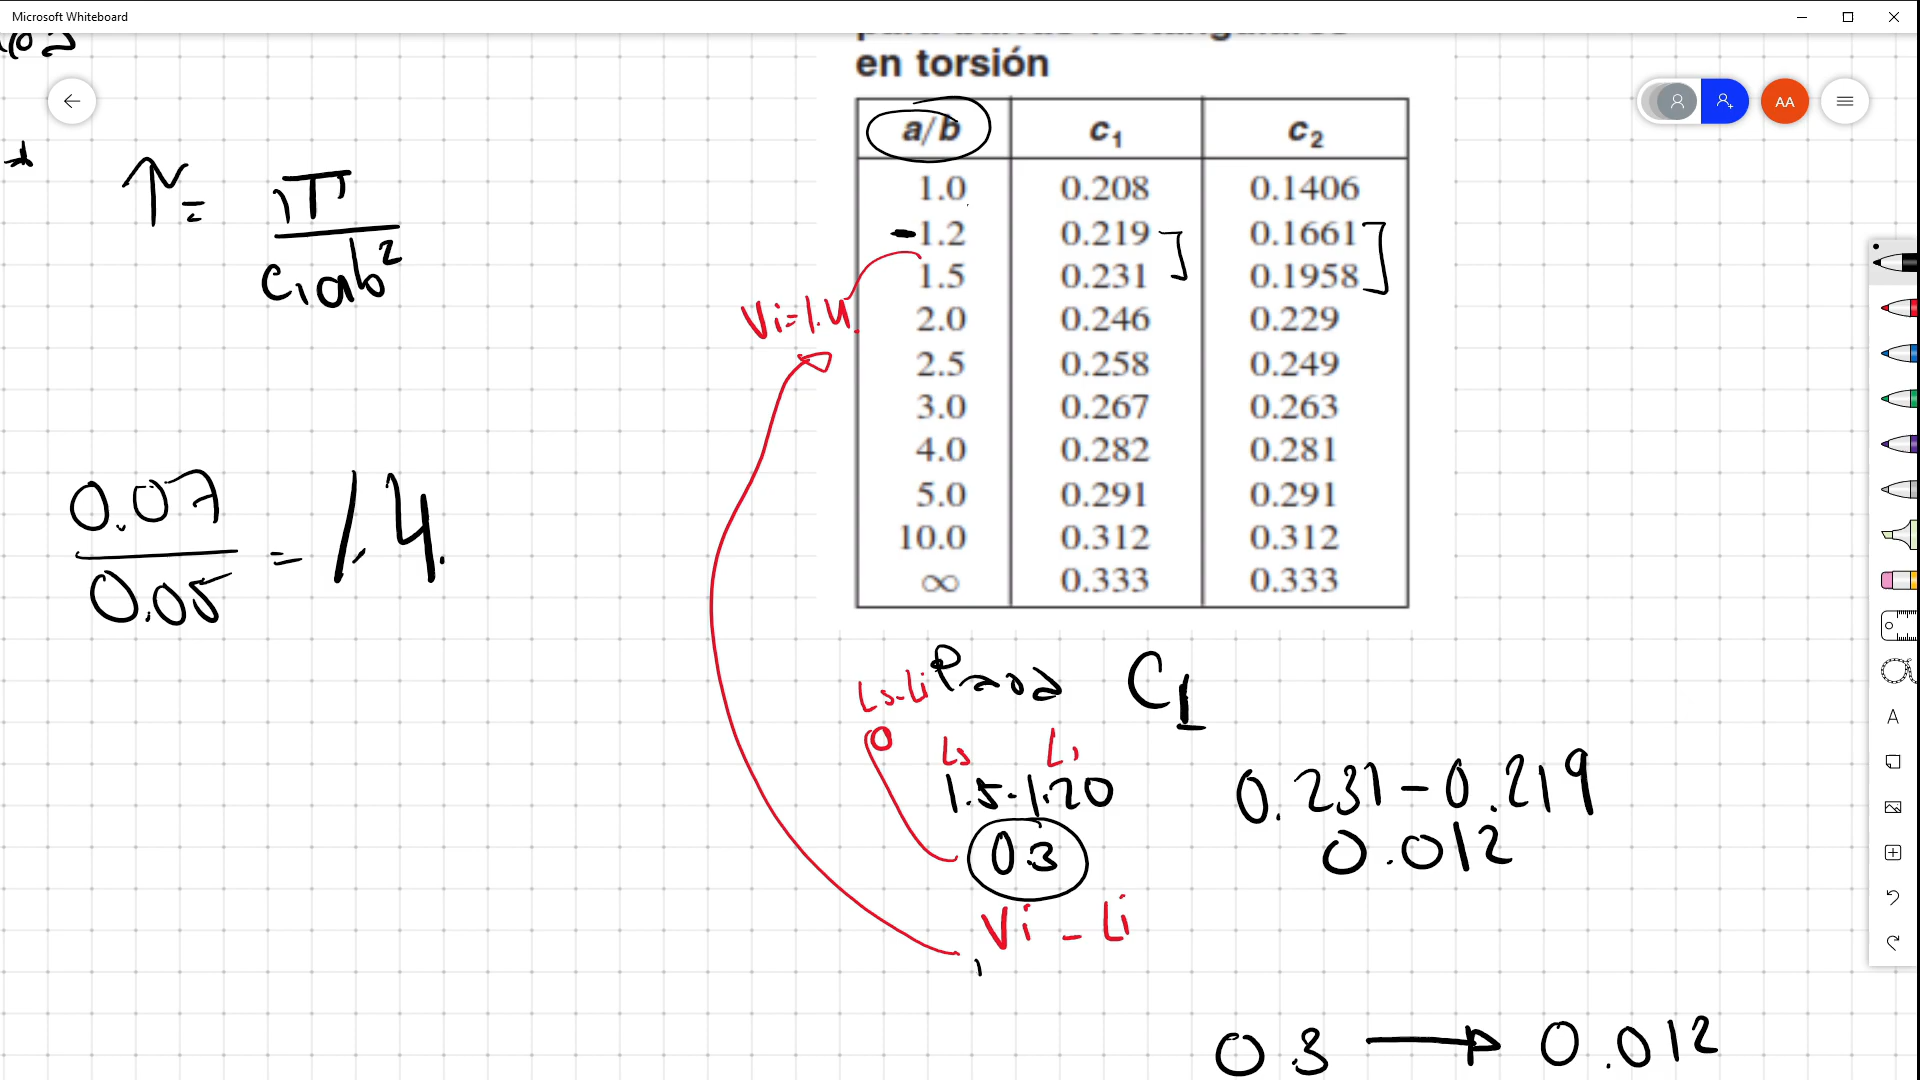 Microsoft Whiteboard
en torsión
AA
a/b c₁ c₂
1.0 0.208 0.1406
1.2 0.219 0.1661
1.5 0.231 0.1958
2.0 0.246 0.229
2.5 0.258 0.249
3.0 0.267 0.263
4.0 0.282 0.281
5.0 0.291 0.291
10.0 0.312 0.312
∞ 0.333 0.333
Vi=1.4.
C₁ab²
0.07
0.05
= 1.4.
Ls-Li
Para C1
Ls Li
1.5-1.20
0.231-0.219
0.3
0.012
Vi - Li
0.3 → 0.012
A